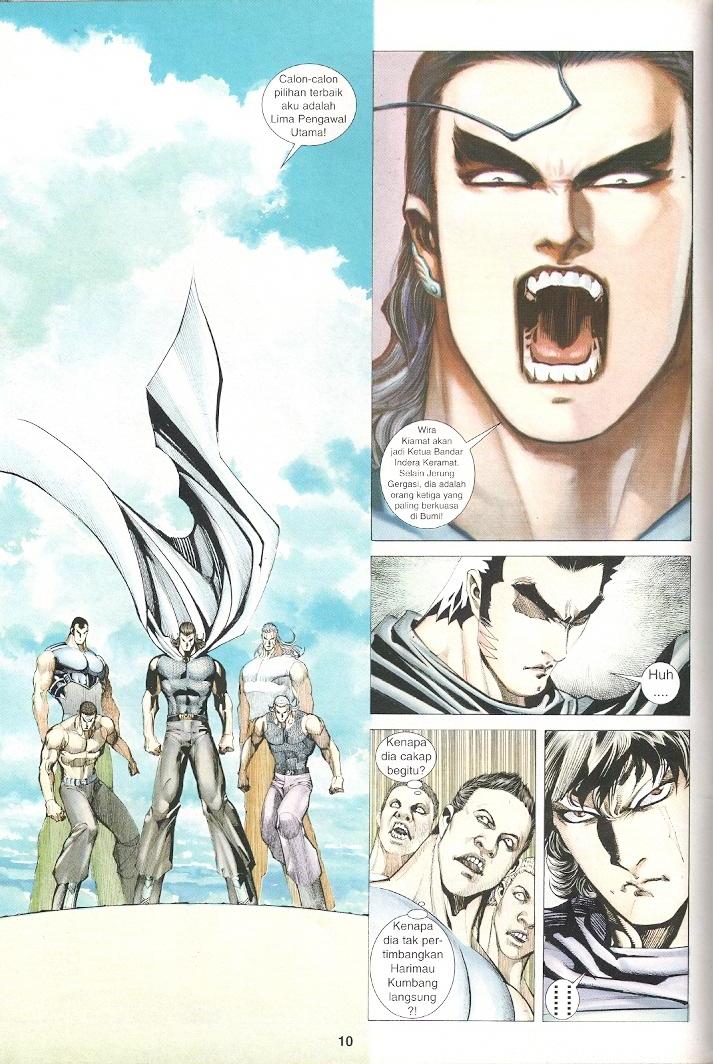 Calon-calon
pilihan terbaik
aku adalah
Lima Pengawal
Utama!
Wira
Kiamat akan
jadi Ketua Bandar
Indera Keramat.
Selain Jerung
Gergasi, dia adalah
orang ketiga yang
paling berkuasa
di Bumi!
Huh
....
Kenapa
dia cakap
begitu?
Kenapa
dia tak per-
timbangkan
Harimau
Kumbang
langsung
?!
10